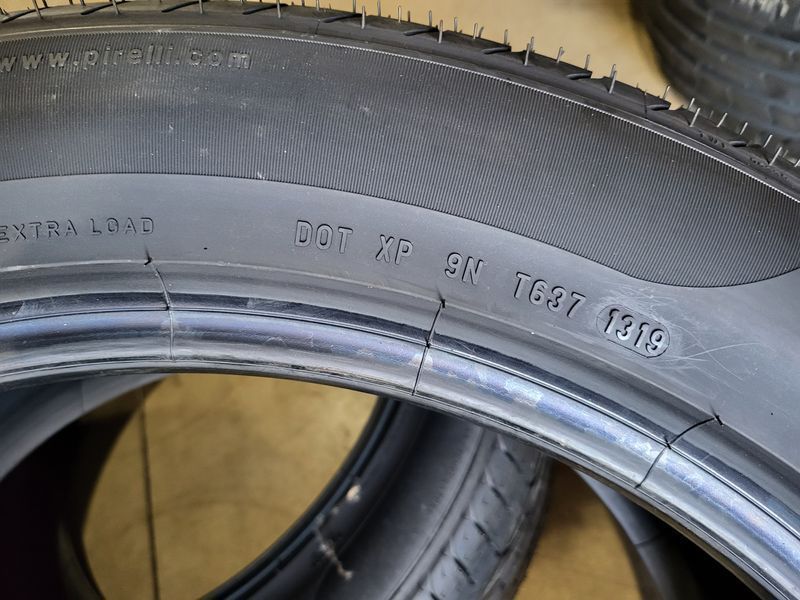 www.pirelli.com
EXTRA LOAD
DOT XP 9N T637 1319